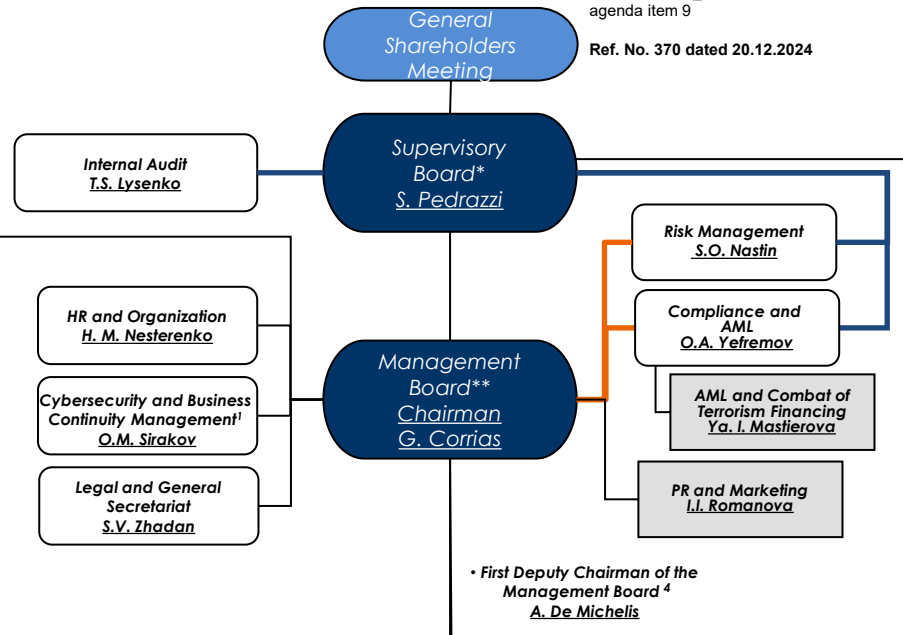 agenda item 9
Ref. No. 370 dated 20.12.2024
General
Shareholders
Meeting
Supervisory
Board*
S. Pedrazzi
Internal Audit
T.S. Lysenko
Risk Management
S.O. Nastin
Compliance and
AML
O.A. Yefremov
HR and Organization
H. M. Nesterenko
Management
Board**
Chairman
G. Corrias
Cybersecurity and Business
Continuity Management¹
O.M. Sirakov
AML and Combat of
Terrorism Financing
Ya. I. Mastierova
Legal and General
Secretariat
S.V. Zhadan
PR and Marketing
I.I. Romanova
• First Deputy Chairman of the
Management Board ⁴
A. De Michelis